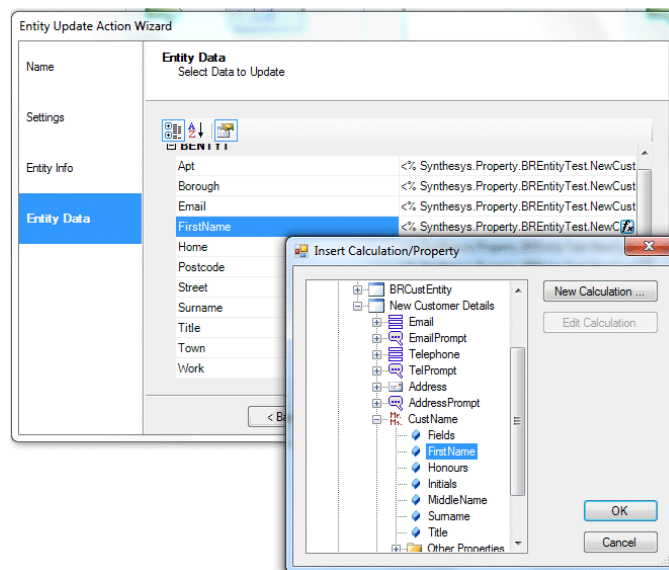 Entity Update Action Wizard
Name
Settings
Entity Info
Entity Data
Entity Data
Select Data to Update
BENTYT
Apt <% Synthesys.Property.BREntityTest.NewCust
Borough <% Synthesys.Property.BREntityTest.NewCust
Email <% Synthesys.Property.BREntityTest.NewCust
FirstName <% Synthesys.Property.BREntityTest.NewC
Home
Postcode
Street
Surname
Title
Town
Work
< Ba
Insert Calculation/Property
BRCustEntity
New Customer Details
Email
EmailPrompt
Telephone
TelPrompt
Address
AddressPrompt
CustName
Fields
FirstName
Honours
Initials
MiddleName
Surname
Title
Other Properties
New Calculation ...
Edit Calculation
OK
Cancel